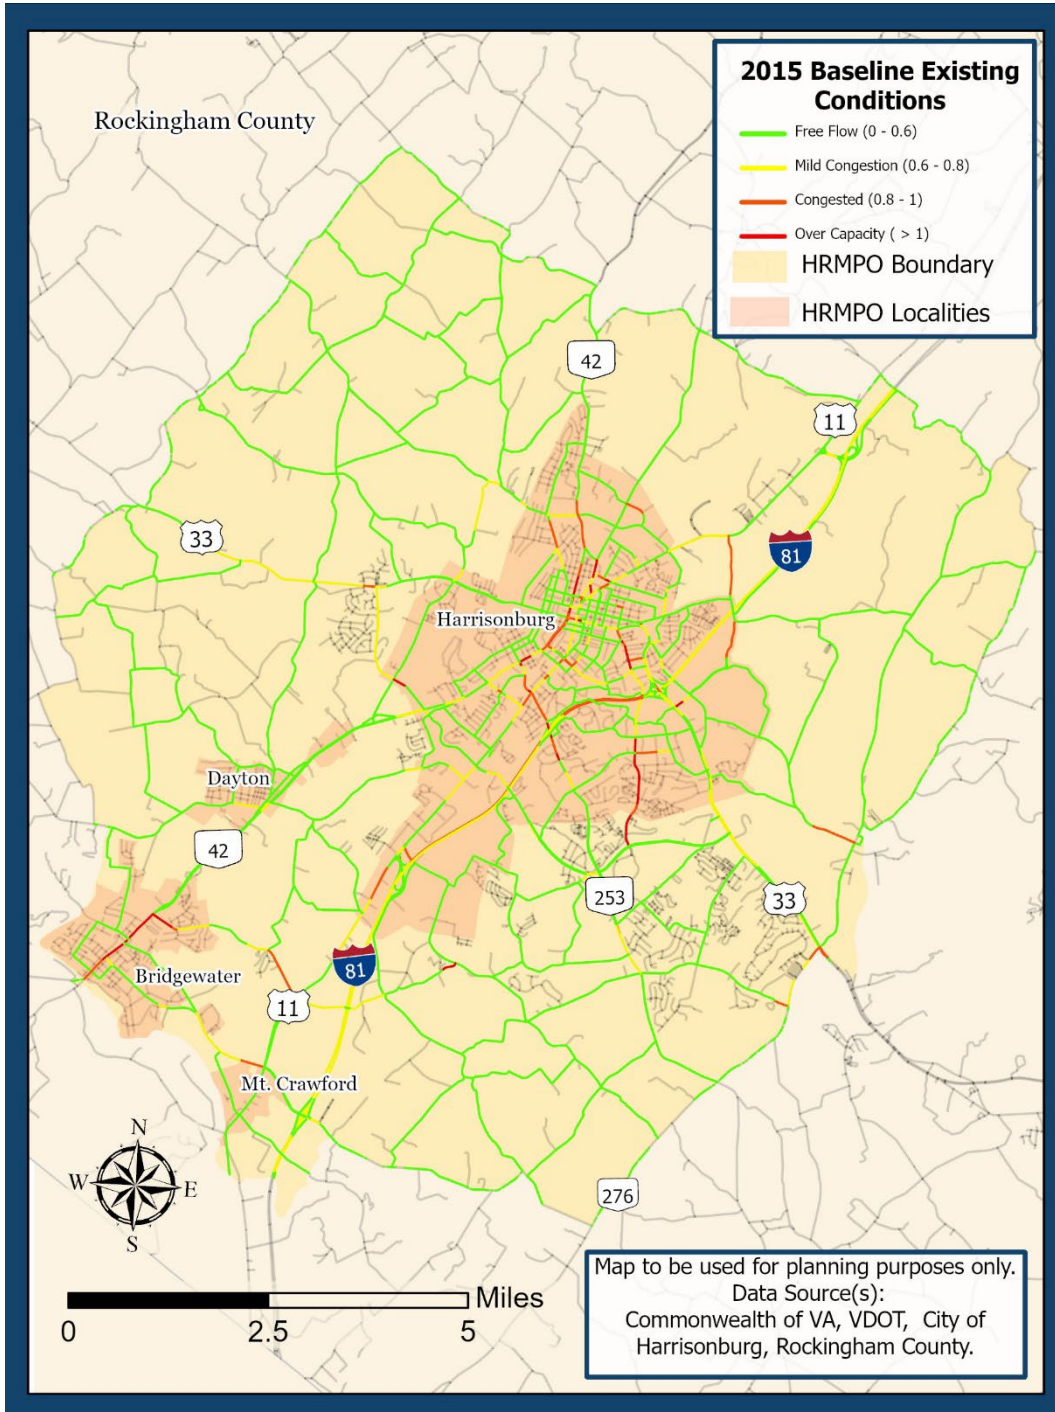 Rockingham County
2015 Baseline Existing
Conditions
Free Flow (0 - 0.6)
Mild Congestion (0.6 - 0.8)
Congested (0.8 - 1)
Over Capacity ( > 1)
HRMPO Boundary
HRMPO Localities
42
11
33
81
Harrisonburg
Dayton
42
253
33
Bridgewater
81
11
Mt. Crawford
N
W
E
S
276
Miles
0
2.5
5
Map to be used for planning purposes only.
Data Source(s):
Commonwealth of VA, VDOT, City of
Harrisonburg, Rockingham County.